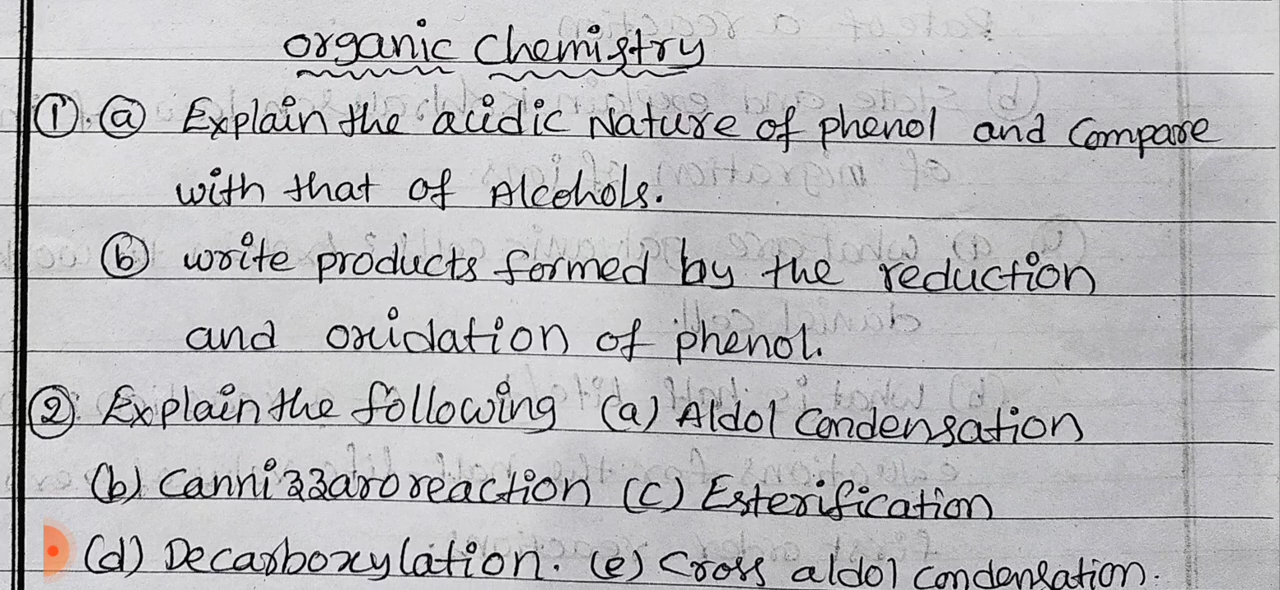 organic chemistry
①.ⓐ Explain the acidic Nature of phenol and Compare
with that of Alcohols.
ⓑ write products formed by the reduction
and oxidation of phenol.
② Explain the following (a) Aldol Condensation
(b) Cannizzaro reaction (c) Esterification
(d) Decarboxylation. (e) Cross aldol condensation.